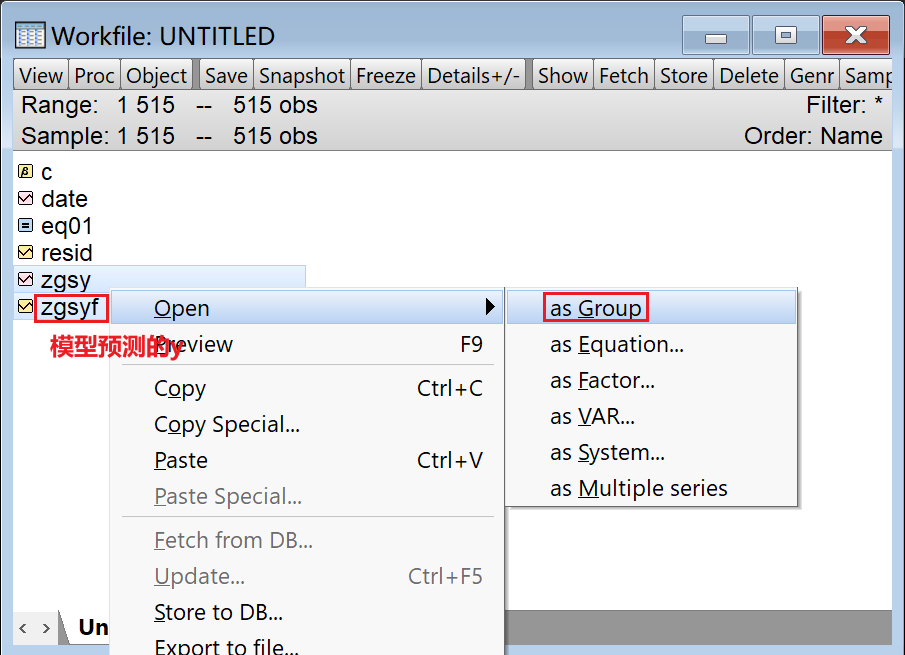 Workfile: UNTITLED
View Proc Object Save Snapshot Freeze Details+/- Show Fetch Store Delete Genr Samp
Range: 1 515 -- 515 obs Filter: *
Sample: 1 515 -- 515 obs Order: Name
β c
date
eq01
resid
zgsy
zgsyf
模型预测的y
Open
Preview F9
Copy Ctrl+C
Copy Special...
Paste Ctrl+V
Paste Special...
Fetch from DB...
Update... Ctrl+F5
Store to DB...
Export to file...
as Group
as Equation...
as Factor...
as VAR...
as System...
as Multiple series
< > Un